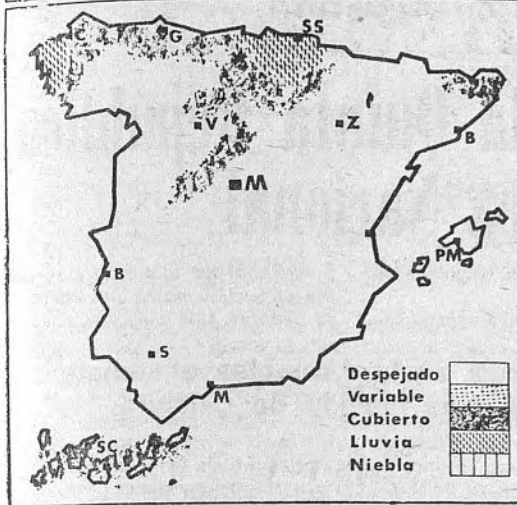 C G SS
V Z B
M
PM
B
S
M
SC
Despejado
Variable
Cubierto
Lluvia
Niebla